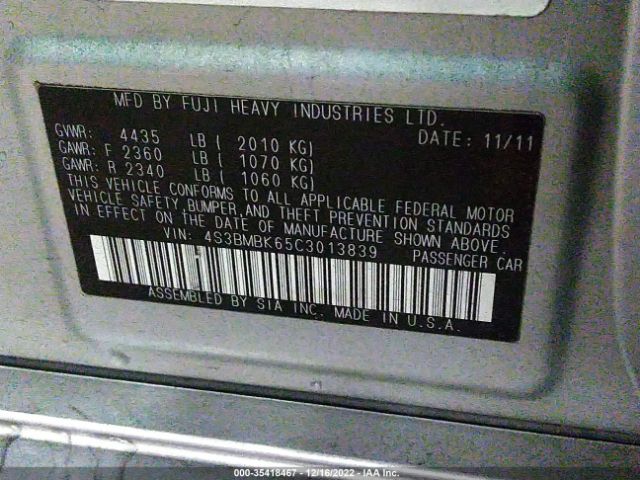 MFD BY FUJI HEAVY INDUSTRIES LTD.
GVWR: 4435 LB ( 2010 KG) DATE: 11/11
GAWR: F 2360 LB ( 1070 KG)
GAWR: R 2340 LB ( 1060 KG)
THIS VEHICLE CONFORMS TO ALL APPLICABLE FEDERAL MOTOR
VEHICLE SAFETY, BUMPER, AND THEFT PREVENTION STANDARDS
IN EFFECT ON THE DATE OF MANUFACTURE SHOWN ABOVE.
VIN: 4S3BMBK65C3013839 PASSENGER CAR
ASSEMBLED BY SIA INC. MADE IN U.S.A.
000-35418467 - 12/16/2022 - IAA Inc.